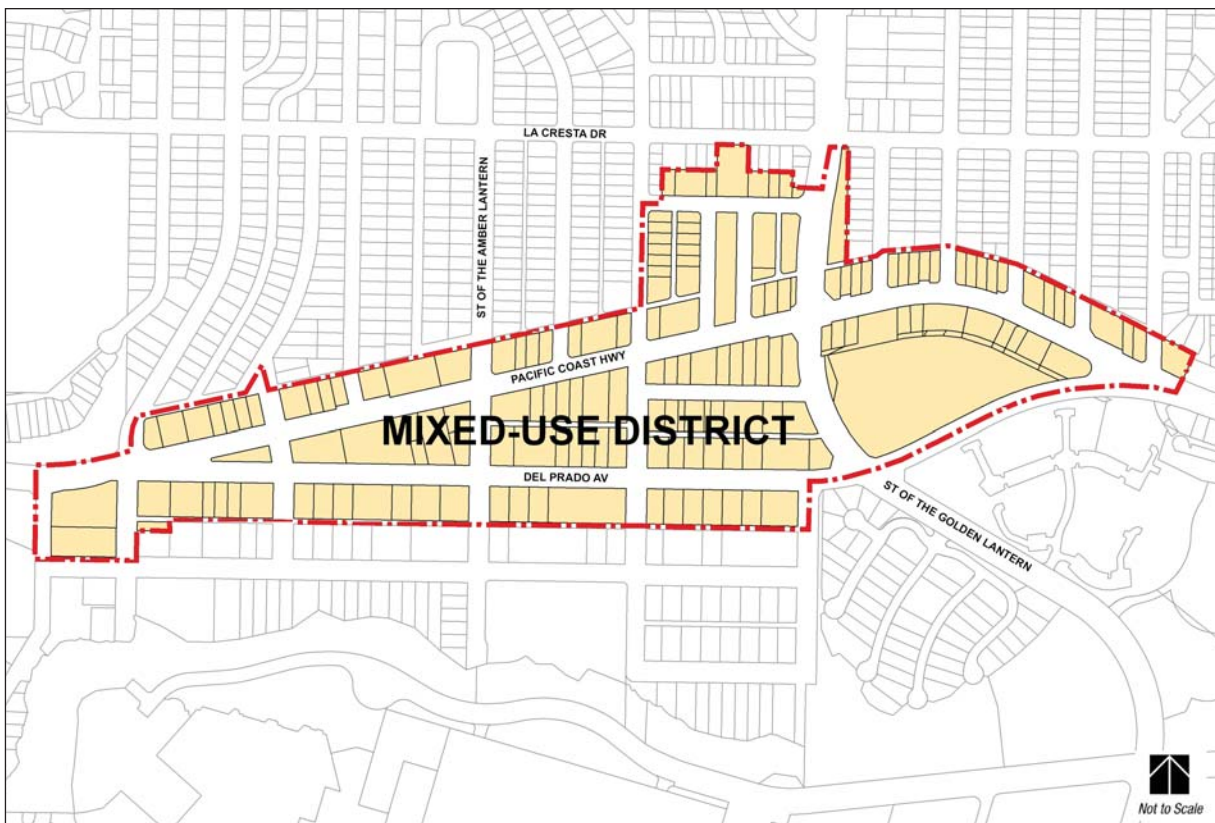 LA CRESTA DR
ST OF THE AMBER LANTERN
PACIFIC COAST HWY
MIXED-USE DISTRICT
DEL PRADO AV
ST OF THE GOLDEN LANTERN
Not to Scale